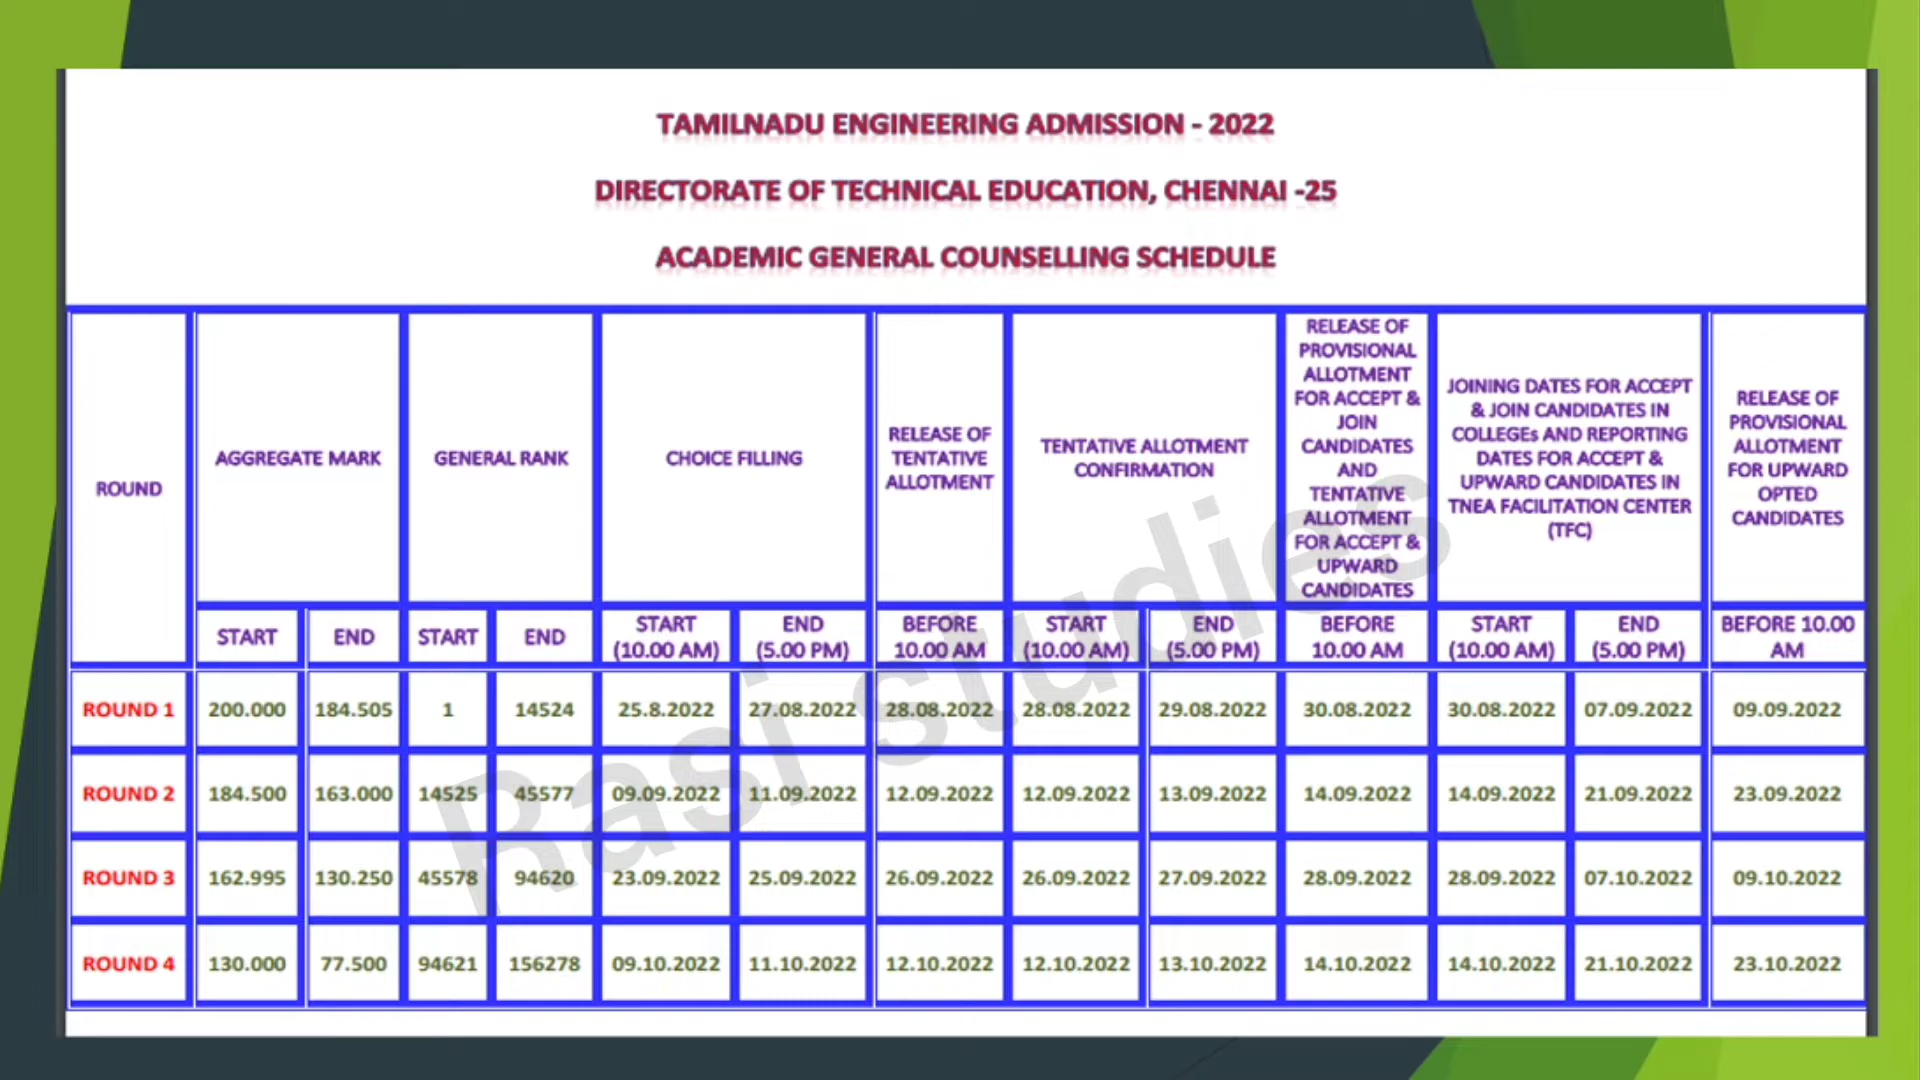 TAMILNADU ENGINEERING ADMISSION - 2022
DIRECTORATE OF TECHNICAL EDUCATION, CHENNAI -25
ACADEMIC GENERAL COUNSELLING SCHEDULE
ROUND
AGGREGATE MARK
GENERAL RANK
CHOICE FILLING
RELEASE OF
TENTATIVE
ALLOTMENT
TENTATIVE ALLOTMENT
CONFIRMATION
RELEASE OF
PROVISIONAL
ALLOTMENT
FOR ACCEPT &
JOIN
CANDIDATES
AND
TENTATIVE
ALLOTMENT
FOR ACCEPT &
UPWARD
CANDIDATES
JOINING DATES FOR ACCEPT
& JOIN CANDIDATES IN
COLLEGEs AND REPORTING
DATES FOR ACCEPT &
UPWARD CANDIDATES IN
TNEA FACILITATION CENTER
(TFC)
RELEASE OF
PROVISIONAL
ALLOTMENT
FOR UPWARD
OPTED
CANDIDATES
START END START END START (10.00 AM) END (5.00 PM) BEFORE 10.00 AM START (10.00 AM) END (5.00 PM) BEFORE 10.00 AM START (10.00 AM) END (5.00 PM) BEFORE 10.00 AM
ROUND 1 200.000 184.505 1 14524 25.8.2022 27.08.2022 28.08.2022 28.08.2022 29.08.2022 30.08.2022 30.08.2022 07.09.2022 09.09.2022
ROUND 2 184.500 163.000 14525 45577 09.09.2022 11.09.2022 12.09.2022 12.09.2022 13.09.2022 14.09.2022 14.09.2022 21.09.2022 23.09.2022
ROUND 3 162.995 130.250 45578 94620 23.09.2022 25.09.2022 26.09.2022 26.09.2022 27.09.2022 28.09.2022 28.09.2022 07.10.2022 09.10.2022
ROUND 4 130.000 77.500 94621 156278 09.10.2022 11.10.2022 12.10.2022 12.10.2022 13.10.2022 14.10.2022 14.10.2022 21.10.2022 23.10.2022
Rasi studies